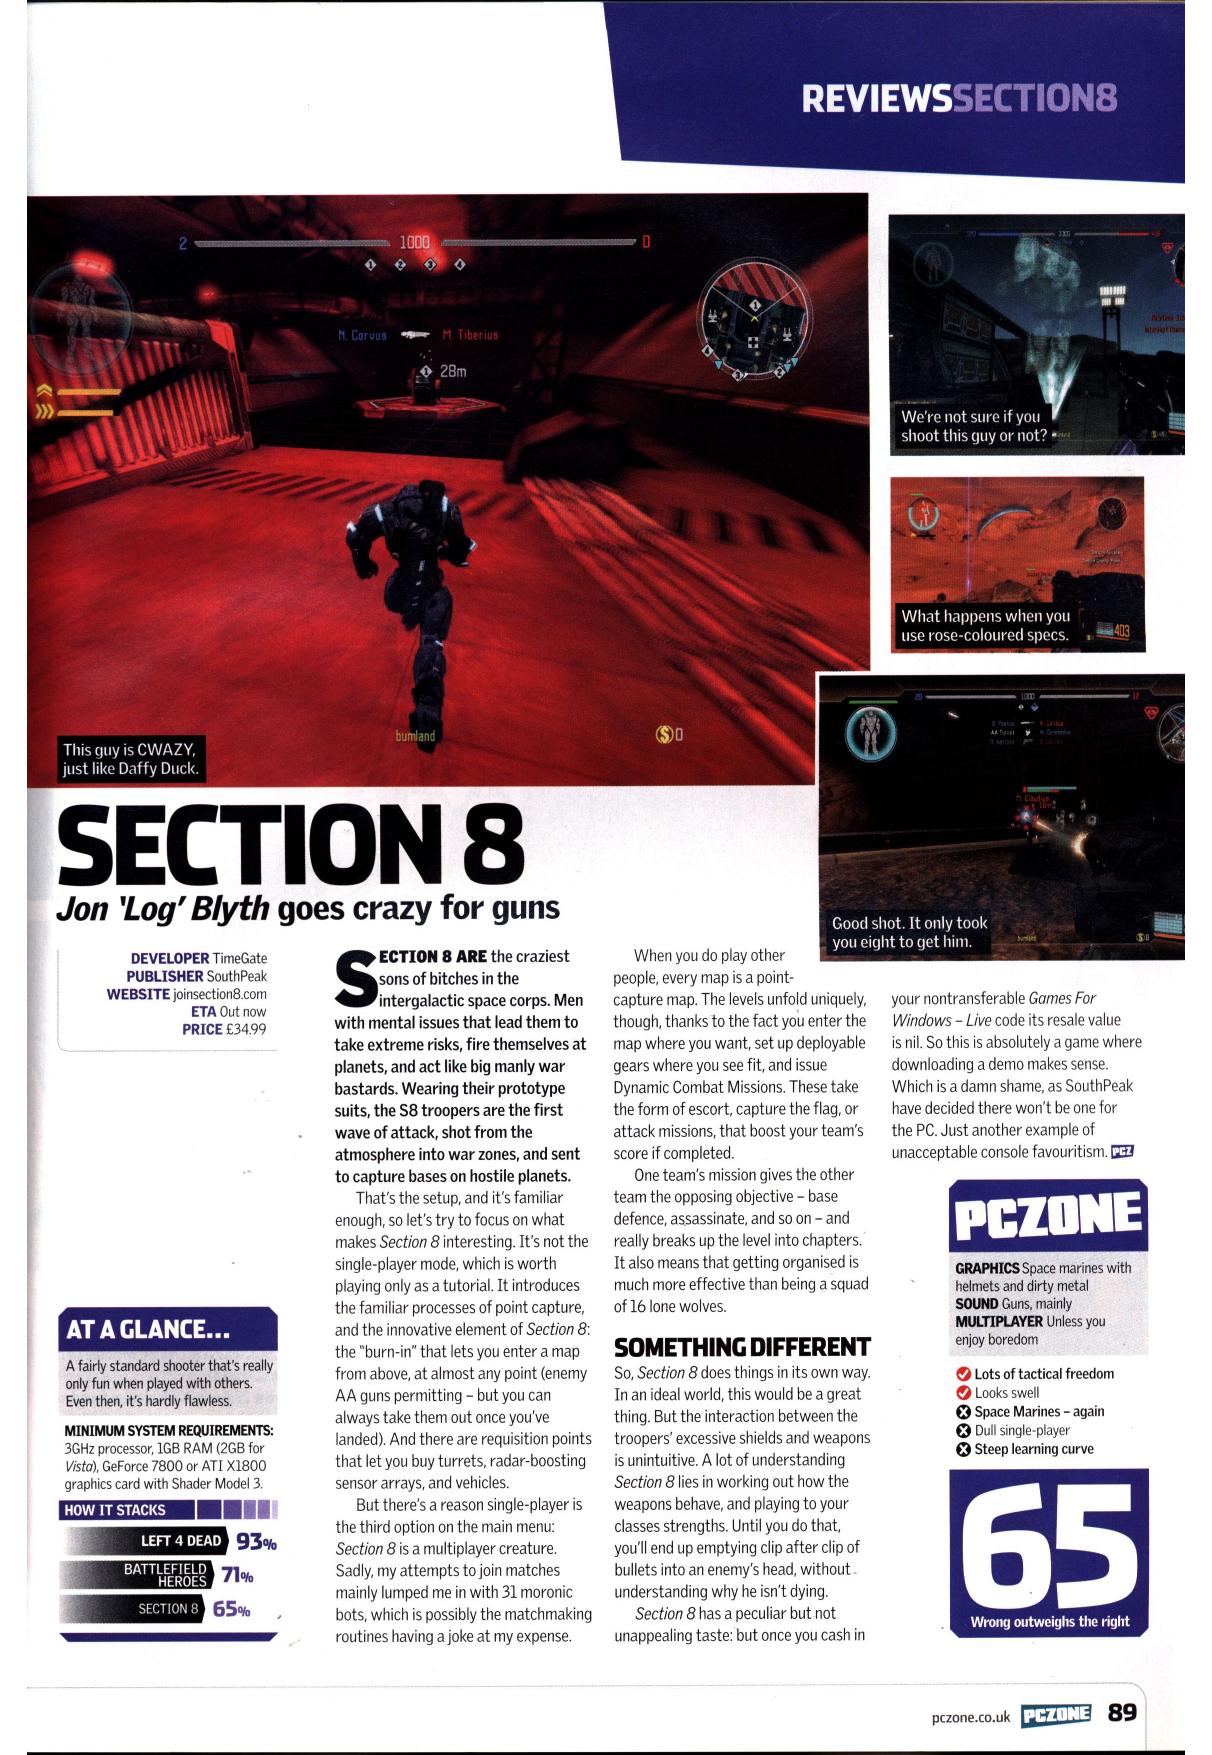 REVIEWSSECTION8
2 1000 0
1 2 3 4
N. Corvus M. Tiberius
1 28m
bumland
0
This guy is CWAZY,
just like Daffy Duck.
We're not sure if you
shoot this guy or not?
403
What happens when you
use rose-coloured specs.
1000
Good shot. It only took
you eight to get him.
SECTION 8
Jon 'Log' Blyth goes crazy for guns
DEVELOPER TimeGate
PUBLISHER SouthPeak
WEBSITE joinsection8.com
ETA Out now
PRICE £34.99
SECTION 8 ARE the craziest
sons of bitches in the
intergalactic space corps. Men
with mental issues that lead them to
take extreme risks, fire themselves at
planets, and act like big manly war
bastards. Wearing their prototype
suits, the S8 troopers are the first
wave of attack, shot from the
atmosphere into war zones, and sent
to capture bases on hostile planets.
That's the setup, and it's familiar
enough, so let's try to focus on what
makes Section 8 interesting. It's not the
single-player mode, which is worth
playing only as a tutorial. It introduces
the familiar processes of point capture,
and the innovative element of Section 8:
the "burn-in" that lets you enter a map
from above, at almost any point (enemy
AA guns permitting – but you can
always take them out once you've
landed). And there are requisition points
that let you buy turrets, radar-boosting
sensor arrays, and vehicles.
But there's a reason single-player is
the third option on the main menu:
Section 8 is a multiplayer creature.
Sadly, my attempts to join matches
mainly lumped me in with 31 moronic
bots, which is possibly the matchmaking
routines having a joke at my expense.
When you do play other
people, every map is a point-
capture map. The levels unfold uniquely,
though, thanks to the fact you enter the
map where you want, set up deployable
gears where you see fit, and issue
Dynamic Combat Missions. These take
the form of escort, capture the flag, or
attack missions, that boost your team's
score if completed.
One team's mission gives the other
team the opposing objective – base
defence, assassinate, and so on – and
really breaks up the level into chapters.
It also means that getting organised is
much more effective than being a squad
of 16 lone wolves.
SOMETHING DIFFERENT
So, Section 8 does things in its own way.
In an ideal world, this would be a great
thing. But the interaction between the
troopers' excessive shields and weapons
is unintuitive. A lot of understanding
Section 8 lies in working out how the
weapons behave, and playing to your
classes strengths. Until you do that,
you'll end up emptying clip after clip of
bullets into an enemy's head, without
understanding why he isn't dying.
Section 8 has a peculiar but not
unappealing taste: but once you cash in
your nontransferable Games For
Windows – Live code its resale value
is nil. So this is absolutely a game where
downloading a demo makes sense.
Which is a damn shame, as SouthPeak
have decided there won't be one for
the PC. Just another example of
unacceptable console favouritism. PCZ
AT A GLANCE...
A fairly standard shooter that's really
only fun when played with others.
Even then, it's hardly flawless.
MINIMUM SYSTEM REQUIREMENTS:
3GHz processor, 1GB RAM (2GB for
Vista), GeForce 7800 or ATI X1800
graphics card with Shader Model 3.
HOW IT STACKS
LEFT 4 DEAD 93%
BATTLEFIELD
HEROES 71%
SECTION 8 65%
PCZONE
GRAPHICS Space marines with
helmets and dirty metal
SOUND Guns, mainly
MULTIPLAYER Unless you
enjoy boredom
Lots of tactical freedom
Looks swell
Space Marines – again
Dull single-player
Steep learning curve
65
Wrong outweighs the right
pczone.co.uk PCZONE 89